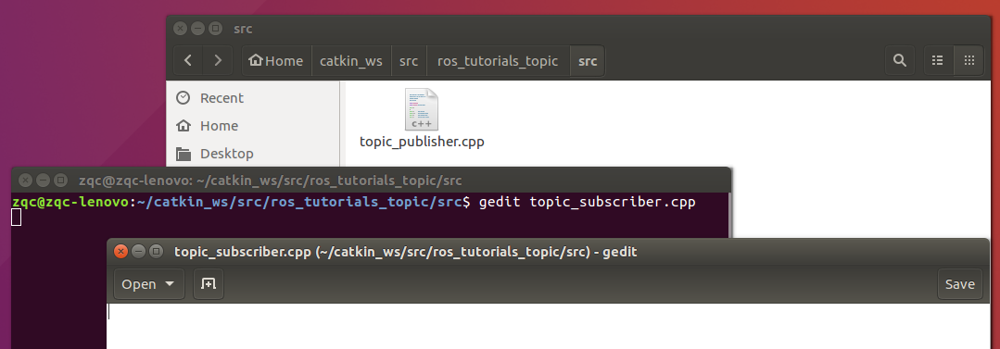 src
Home catkin_ws src ros_tutorials_topic src
Recent
Home
Desktop
c++
topic_publisher.cpp
zqc@zqc-lenovo: ~/catkin_ws/src/ros_tutorials_topic/src
zqc@zqc-lenovo:~/catkin_ws/src/ros_tutorials_topic/src$ gedit topic_subscriber.cpp
topic_subscriber.cpp (~/catkin_ws/src/ros_tutorials_topic/src) - gedit
Open Save